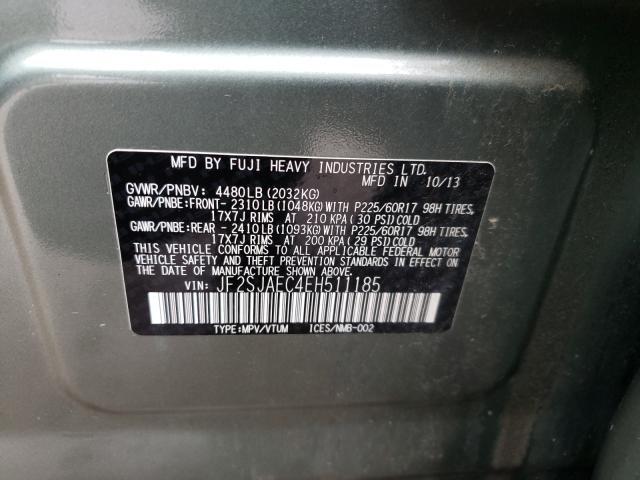 MFD BY FUJI HEAVY INDUSTRIES LTD.
MFD IN 10/13
GVWR/PNBV: 4480LB (2032KG)
GAWR/PNBE:FRONT- 2310LB (1048KG) WITH P225/60R17 98H TIRES,
17X7J RIMS AT 210 KPA (30 PSI) COLD
GAWR/PNBE:REAR - 2410LB (1093KG) WITH P225/60R17 98H TIRES,
17X7J RIMS AT 200 KPA (29 PSI) COLD
THIS VEHICLE CONFORMS TO ALL APPLICABLE FEDERAL MOTOR
VEHICLE SAFETY AND THEFT PREVENTION STANDARDS IN EFFECT
ON THE DATE OF MANUFACTURE SHOWN ABOVE.
VIN: JF2SJAEC4EH511185
TYPE:MPV/VTUM ICES/NMB-002